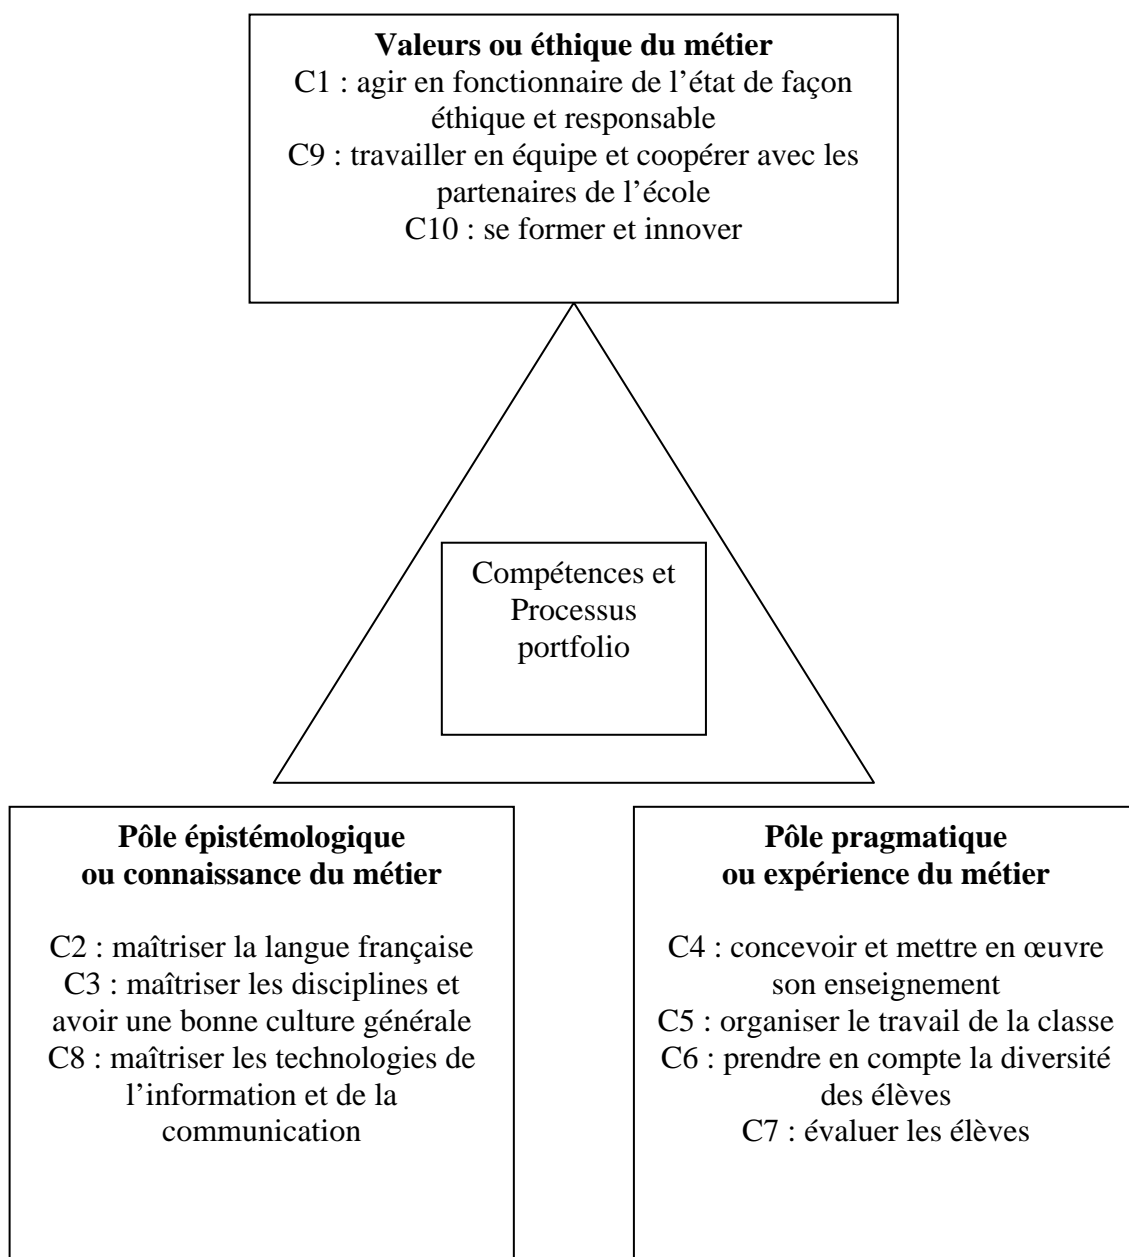 Valeurs ou éthique du métier
C1 : agir en fonctionnaire de l’état de façon
éthique et responsable
C9 : travailler en équipe et coopérer avec les
partenaires de l’école
C10 : se former et innover
Compétences et
Processus
portfolio
Pôle épistémologique
ou connaissance du métier
C2 : maîtriser la langue française
C3 : maîtriser les disciplines et
avoir une bonne culture générale
C8 : maîtriser les technologies de
l’information et de la
communication
Pôle pragmatique
ou expérience du métier
C4 : concevoir et mettre en œuvre
son enseignement
C5 : organiser le travail de la classe
C6 : prendre en compte la diversité
des élèves
C7 : évaluer les élèves